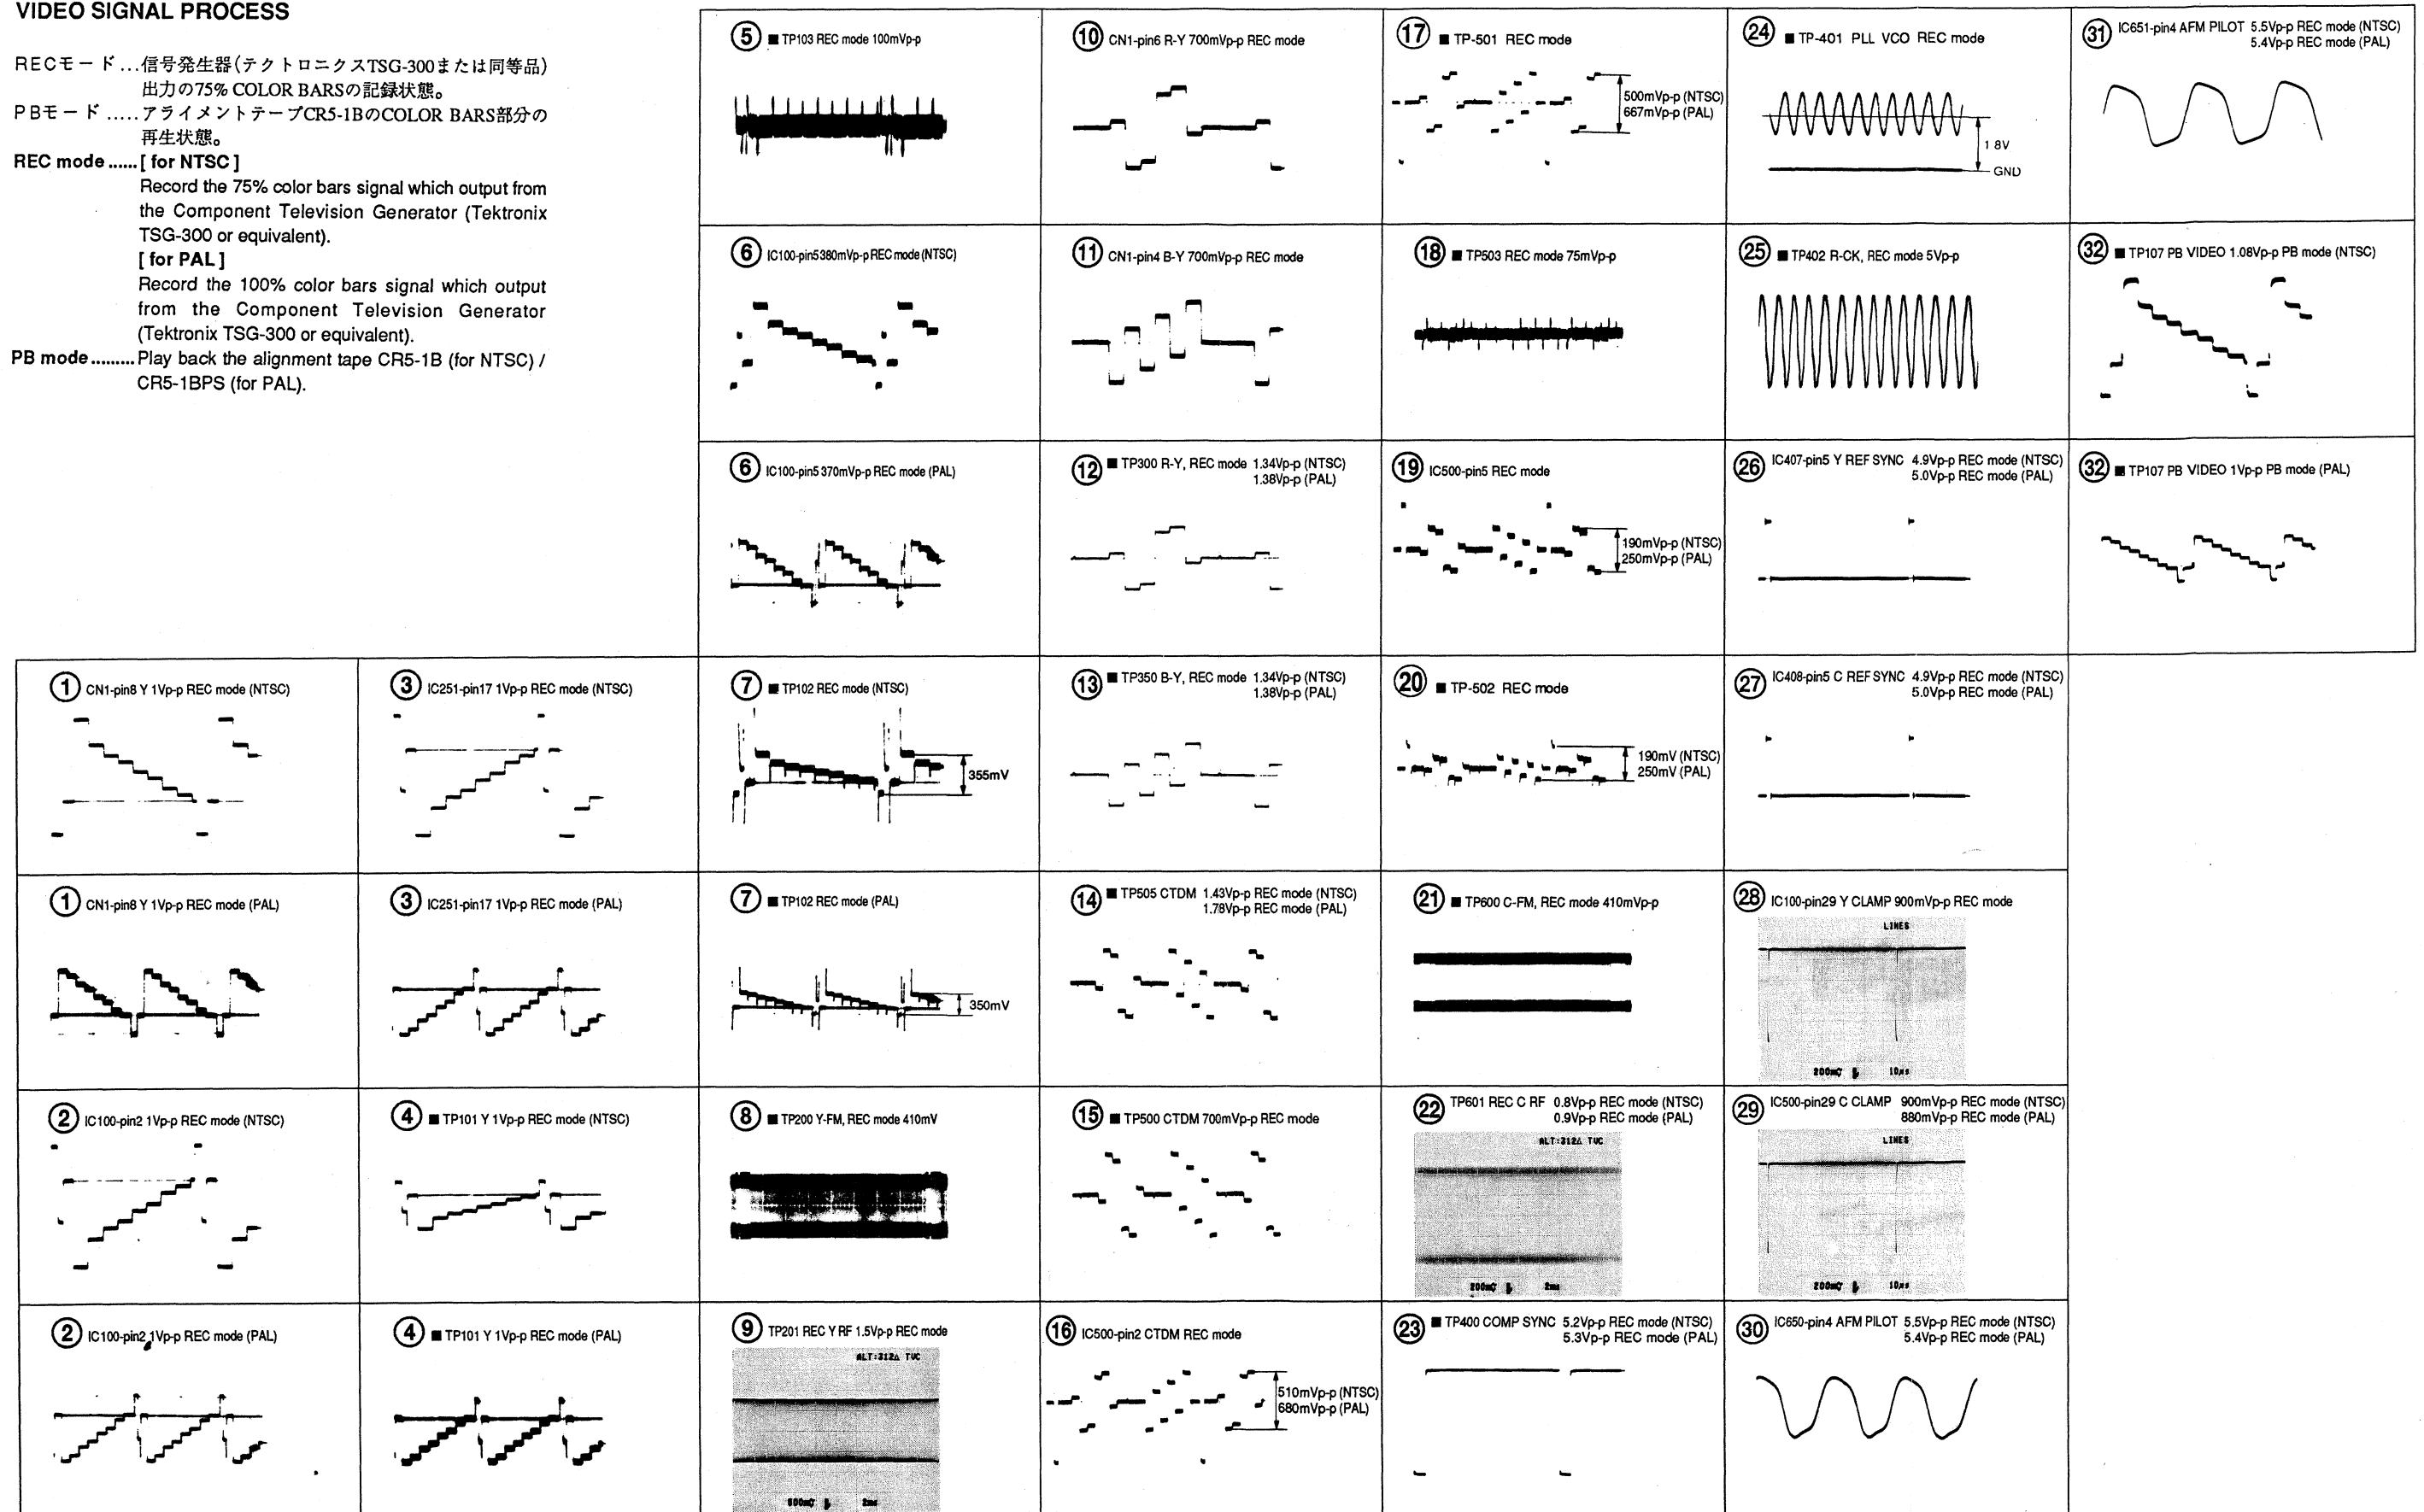 VIDEO SIGNAL PROCESS
RECモード...信号発生器(テクトロニクスTSG-300または同等品)
出力の75% COLOR BARSの記録状態。
PBモード.....アライメントテープCR5-1BのCOLOR BARS部分の
再生状態。
REC mode ......[ for NTSC ]
Record the 75% color bars signal which output from
the Component Television Generator (Tektronix
TSG-300 or equivalent).
[ for PAL ]
Record the 100% color bars signal which output
from the Component Television Generator
(Tektronix TSG-300 or equivalent).
PB mode .........Play back the alignment tape CR5-1B (for NTSC) /
CR5-1BPS (for PAL).
1 CN1-pin8 Y 1Vp-p REC mode (NTSC)
1 CN1-pin8 Y 1Vp-p REC mode (PAL)
2 IC100-pin2 1Vp-p REC mode (NTSC)
2 IC100-pin2 1Vp-p REC mode (PAL)
3 IC251-pin17 1Vp-p REC mode (NTSC)
3 IC251-pin17 1Vp-p REC mode (PAL)
4 ■ TP101 Y 1Vp-p REC mode (NTSC)
4 ■ TP101 Y 1Vp-p REC mode (PAL)
5 ■ TP103 REC mode 100mVp-p
6 IC100-pin5 380mVp-p REC mode (NTSC)
6 IC100-pin5 370mVp-p REC mode (PAL)
7 ■ TP102 REC mode (NTSC)
355mV
7 ■ TP102 REC mode (PAL)
350mV
8 ■ TP200 Y-FM, REC mode 410mV
9 TP201 REC Y RF 1.5Vp-p REC mode
ALT:312Δ TVC
500mV 2ms
10 CN1-pin6 R-Y 700mVp-p REC mode
11 CN1-pin4 B-Y 700mVp-p REC mode
12 ■ TP300 R-Y, REC mode 1.34Vp-p (NTSC)
1.38Vp-p (PAL)
13 ■ TP350 B-Y, REC mode 1.34Vp-p (NTSC)
1.38Vp-p (PAL)
14 ■ TP505 CTDM 1.43Vp-p REC mode (NTSC)
1.78Vp-p REC mode (PAL)
15 ■ TP500 CTDM 700mVp-p REC mode
16 IC500-pin2 CTDM REC mode
510mVp-p (NTSC)
680mVp-p (PAL)
17 ■ TP-501 REC mode
500mVp-p (NTSC)
667mVp-p (PAL)
18 ■ TP503 REC mode 75mVp-p
19 IC500-pin5 REC mode
190mVp-p (NTSC)
250mVp-p (PAL)
20 ■ TP-502 REC mode
190mV (NTSC)
250mV (PAL)
21 ■ TP600 C-FM, REC mode 410mVp-p
22 TP601 REC C RF 0.8Vp-p REC mode (NTSC)
0.9Vp-p REC mode (PAL)
ALT:312Δ TVC
200mV 2ms
23 ■ TP400 COMP SYNC 5.2Vp-p REC mode (NTSC)
5.3Vp-p REC mode (PAL)
24 ■ TP-401 PLL VCO REC mode
1 8V
GND
25 ■ TP402 R-CK, REC mode 5Vp-p
26 IC407-pin5 Y REF SYNC 4.9Vp-p REC mode (NTSC)
5.0Vp-p REC mode (PAL)
27 IC408-pin5 C REF SYNC 4.9Vp-p REC mode (NTSC)
5.0Vp-p REC mode (PAL)
28 IC100-pin29 Y CLAMP 900mVp-p REC mode
LINES
200mV 10μs
29 IC500-pin29 C CLAMP 900mVp-p REC mode (NTSC)
880mVp-p REC mode (PAL)
LINES
200mV 10μs
30 IC650-pin4 AFM PILOT 5.5Vp-p REC mode (NTSC)
5.4Vp-p REC mode (PAL)
31 IC651-pin4 AFM PILOT 5.5Vp-p REC mode (NTSC)
5.4Vp-p REC mode (PAL)
32 ■ TP107 PB VIDEO 1.08Vp-p PB mode (NTSC)
32 ■ TP107 PB VIDEO 1Vp-p PB mode (PAL)